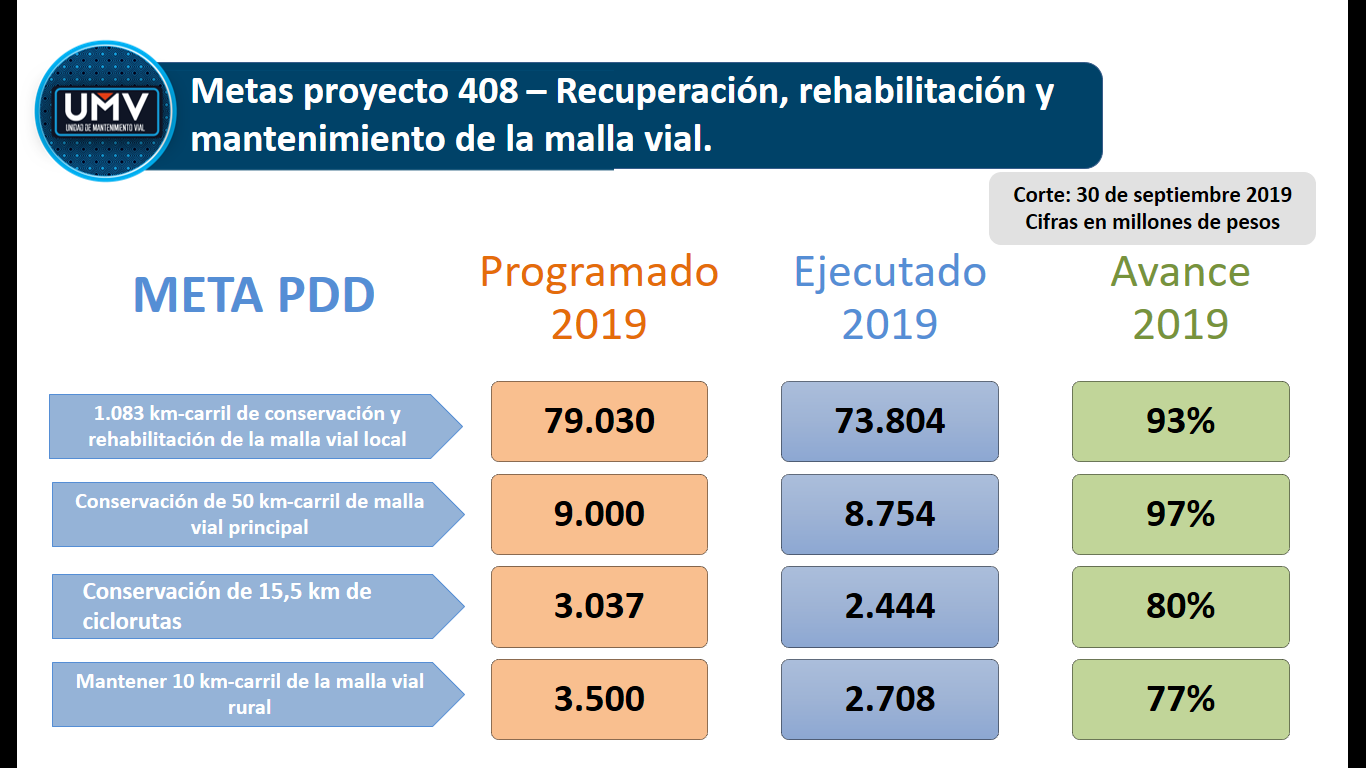 UMV
UNIDAD DE MANTENIMIENTO VIAL
Metas proyecto 408 – Recuperación, rehabilitación y
mantenimiento de la malla vial.
Corte: 30 de septiembre 2019
Cifras en millones de pesos
META PDD
Programado
2019
Ejecutado
2019
Avance
2019
1.083 km-carril de conservación y
rehabilitación de la malla vial local
79.030
73.804
93%
Conservación de 50 km-carril de malla
vial principal
9.000
8.754
97%
Conservación de 15,5 km de
ciclorutas
3.037
2.444
80%
Mantener 10 km-carril de la malla vial
rural
3.500
2.708
77%